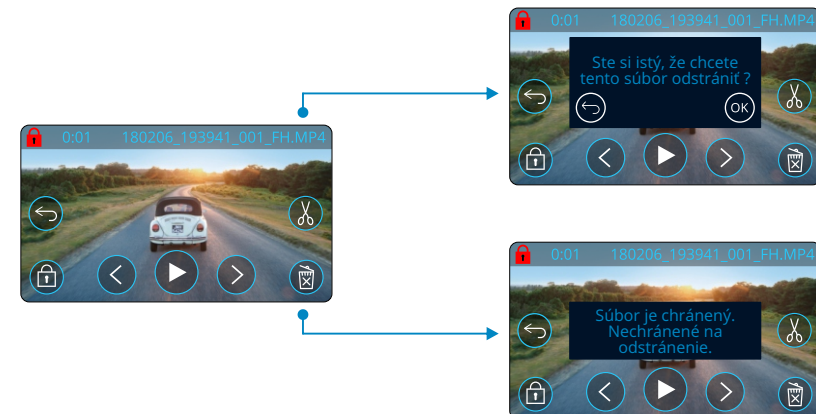 0:01 180206_193941_001_FH.MP4
Ste si istý, že chcete
tento súbor odstrániť ?
OK
0:01 180206_193941_001_FH.MP4
0:01 180206_193941_001_FH.MP4
Súbor je chránený.
Nechránené na
odstránenie.